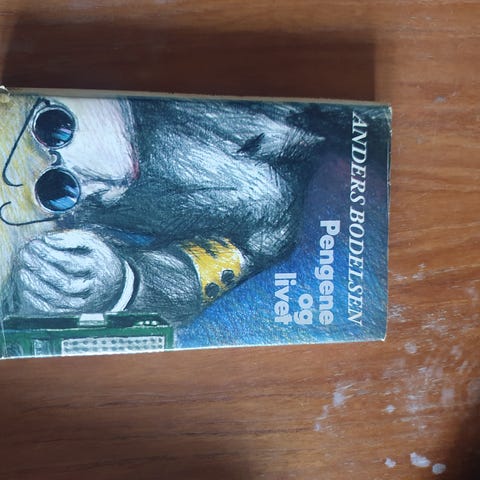 ANDERS BODELSEN
Pengene
og
livet